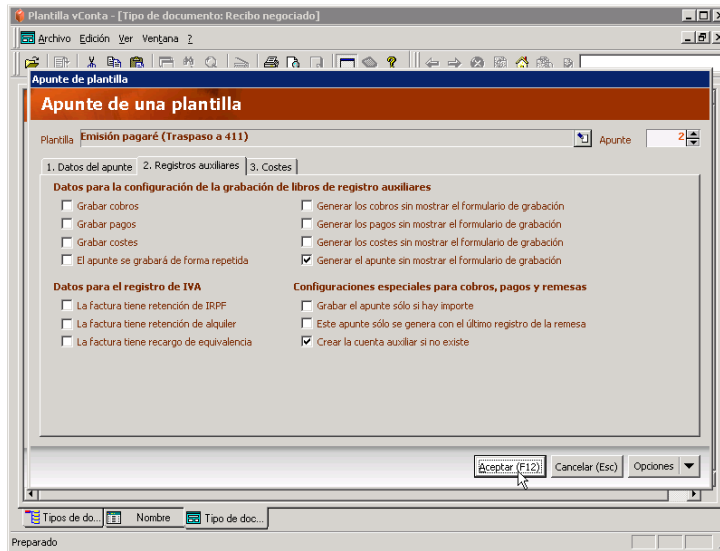 Plantilla vConta - [Tipo de documento: Recibo negociado]
Archivo Edición Ver Ventana ?
Apunte de plantilla
Apunte de una plantilla
Plantilla Emisión pagaré (Traspaso a 411) Apunte 2
1. Datos del apunte 2. Registros auxiliares 3. Costes
Datos para la configuración de la grabación de libros de registro auxiliares
Grabar cobros Generar los cobros sin mostrar el formulario de grabación
Grabar pagos Generar los pagos sin mostrar el formulario de grabación
Grabar costes Generar los costes sin mostrar el formulario de grabación
El apunte se grabará de forma repetida Generar el apunte sin mostrar el formulario de grabación
Datos para el registro de IVA Configuraciones especiales para cobros, pagos y remesas
La factura tiene retención de IRPF Grabar el apunte sólo si hay importe
La factura tiene retención de alquiler Este apunte sólo se genera con el último registro de la remesa
La factura tiene recargo de equivalencia Crear la cuenta auxiliar si no existe
Aceptar (F12) Cancelar (Esc) Opciones
Tipos de do... Nombre Tipo de doc...
Preparado